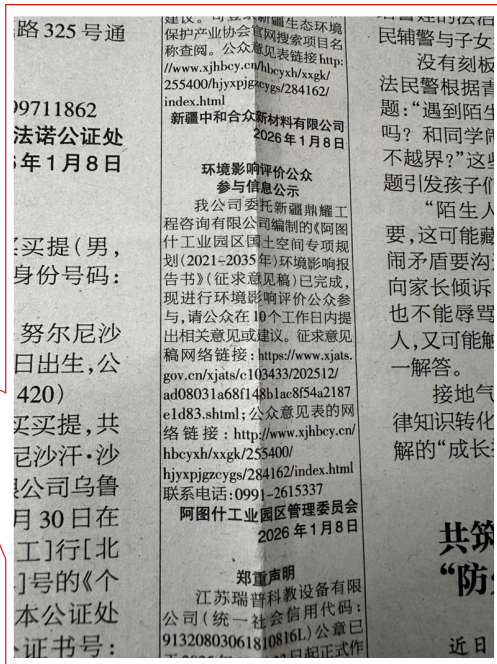 路325号通
99711862
法诺公证处
年1月8日
买提(男,
身份号码:
努尔尼沙
日出生,公
420)
买买提,共
尼沙汗·沙
公司乌鲁
月30日在
工]行[北
]号的《个
本公证处
证书号:
保护产业协会官网搜索项目名
称查阅。公众意见表链接http:
//www.xjhbcy.cn/hbcyxh/xxgk/
255400/hjyxpjgzcygs/284162/
index.html
新疆中和合众新材料有限公司
2026年1月8日
环境影响评价公众
参与信息公示
我公司委托新疆鼎耀工
程咨询有限公司编制的《阿图
什工业园区国土空间专项规
划(2021-2035年)环境影响报
告书》(征求意见稿)已完成,
现进行环境影响评价公众参
与,请公众在10个工作日内提
出相关意见或建议。征求意见
稿网络链接:https://www.xjats.
gov.cn/xjats/c103433/202512/
ad08031a68f148b1ac8f54a2187
e1d83.shtml;公众意见表的网
络链接:http://www.xjhbcy.cn/
hbcyxh/xxgk/255400/
hjyxpjgzcygs/284162/index.html
联系电话:0991-2615337
阿图什工业园区管理委员会
2026年1月8日
郑重声明
江苏瑞普科教设备有限
公司(统一社会信用代码:
91320803061810816L)公章已
民辅警与子女
没有刻板
法民警根据青
题:“遇到陌生
吗?和同学闹
不越界?”这些
题引发孩子们
“陌生人
要,这可能藏
闹矛盾要沟通
向家长倾诉
也不能辱骂
人,又可能触
一解答。
接地气
律知识转化
解的“成长
共筑
“防
近日